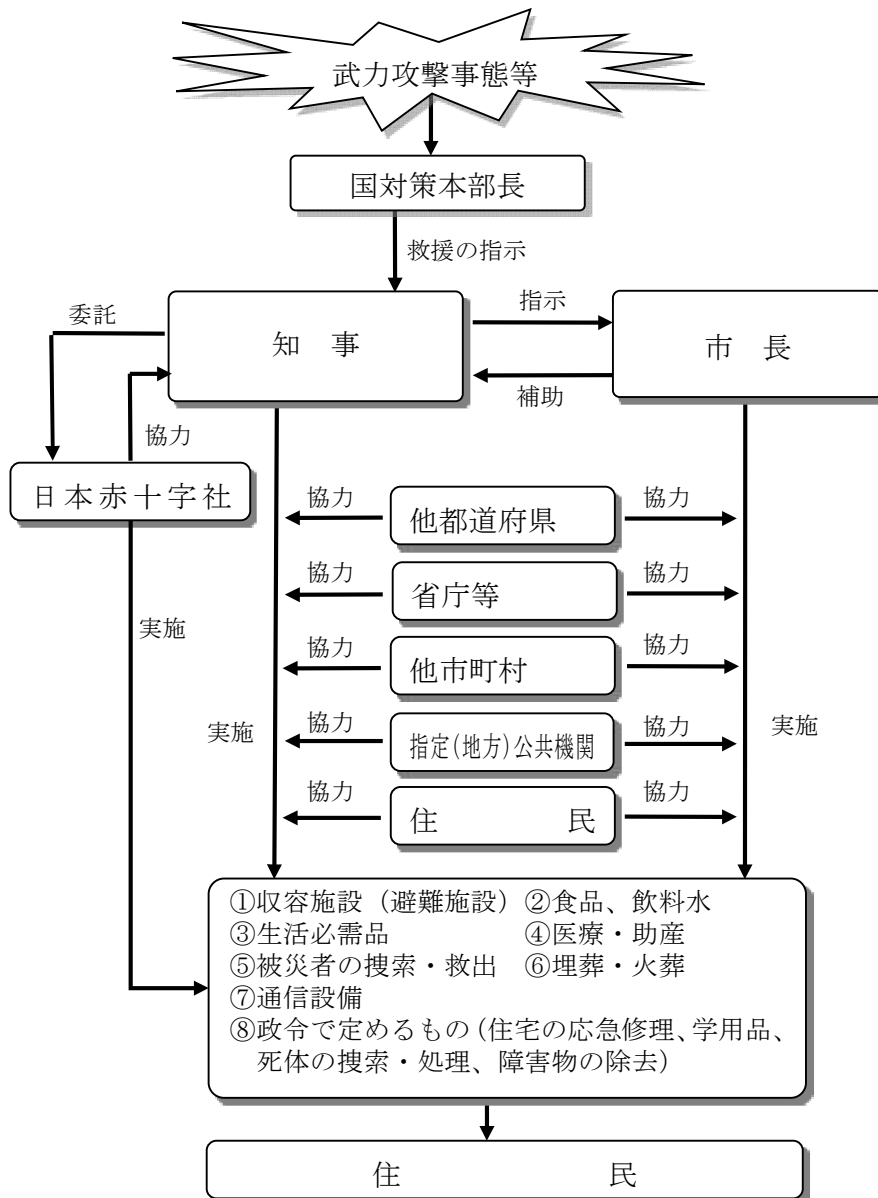 武力攻撃事態等
国対策本部長
救援の指示
委託
知 事
指示
市 長
補助
協力
日本赤十字社
協力
他都道府県
協力
協力
省庁等
協力
実施
協力
他市町村
協力
実施
協力
指定(地方)公共機関
協力
実施
協力
住 民
協力
①収容施設（避難施設）②食品、飲料水
③生活必需品 ④医療・助産
⑤被災者の捜索・救出 ⑥埋葬・火葬
⑦通信設備
⑧政令で定めるもの（住宅の応急修理、学用品、
死体の捜索・処理、障害物の除去）
住 民